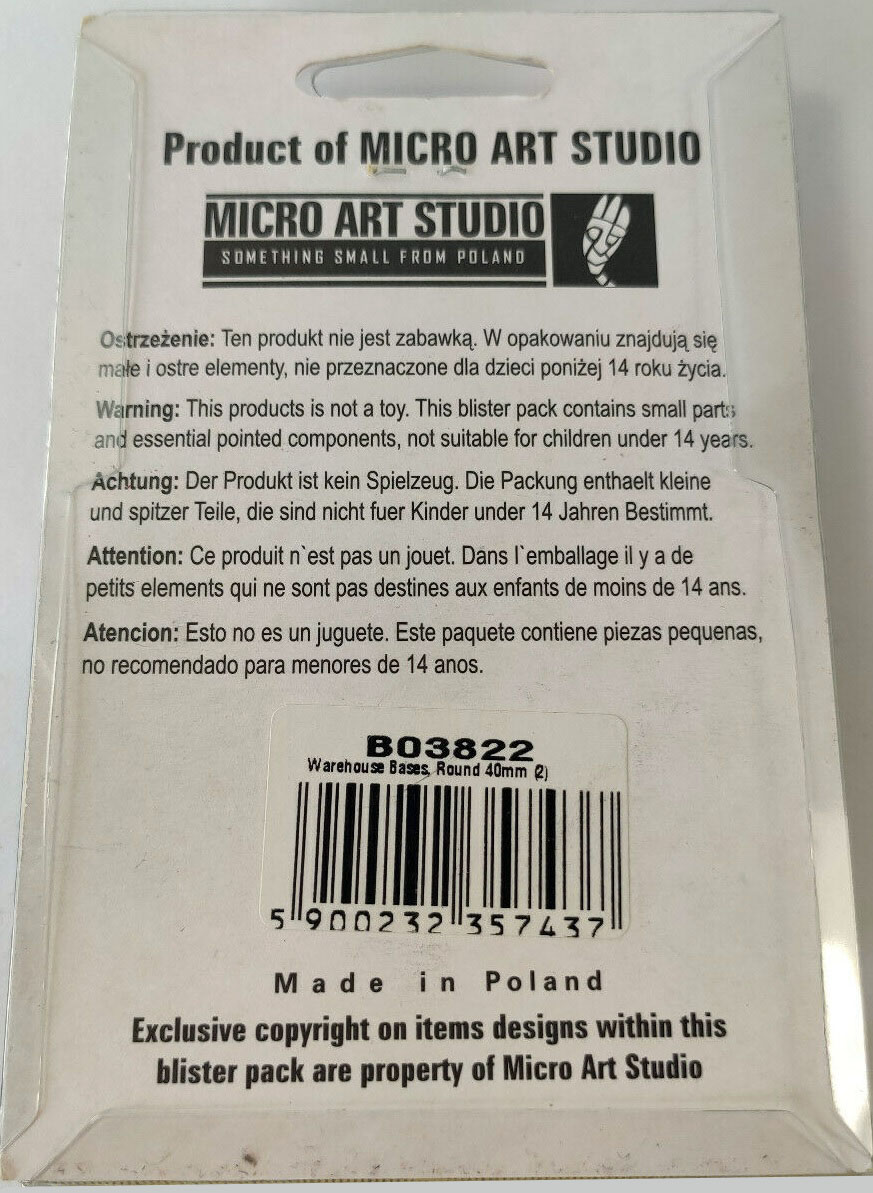 Product of MICRO ART STUDIO
MICRO ART STUDIO
SOMETHING SMALL FROM POLAND
Ostrzeżenie: Ten produkt nie jest zabawką. W opakowaniu znajdują się
małe i ostre elementy, nie przeznaczone dla dzieci poniżej 14 roku życia.
Warning: This products is not a toy. This blister pack contains small parts
and essential pointed components, not suitable for children under 14 years.
Achtung: Der Produkt ist kein Spielzeug. Die Packung enthaelt kleine
und spitzer Teile, die sind nicht fuer Kinder under 14 Jahren Bestimmt.
Attention: Ce produit n`est pas un jouet. Dans l`emballage il y a de
petits elements qui ne sont pas destines aux enfants de moins de 14 ans.
Atencion: Esto no es un juguete. Este paquete contiene piezas pequenas,
no recomendado para menores de 14 anos.
B03822
Warehouse Bases, Round 40mm (2)
5 900232 357437
Made in Poland
Exclusive copyright on items designs within this
blister pack are property of Micro Art Studio